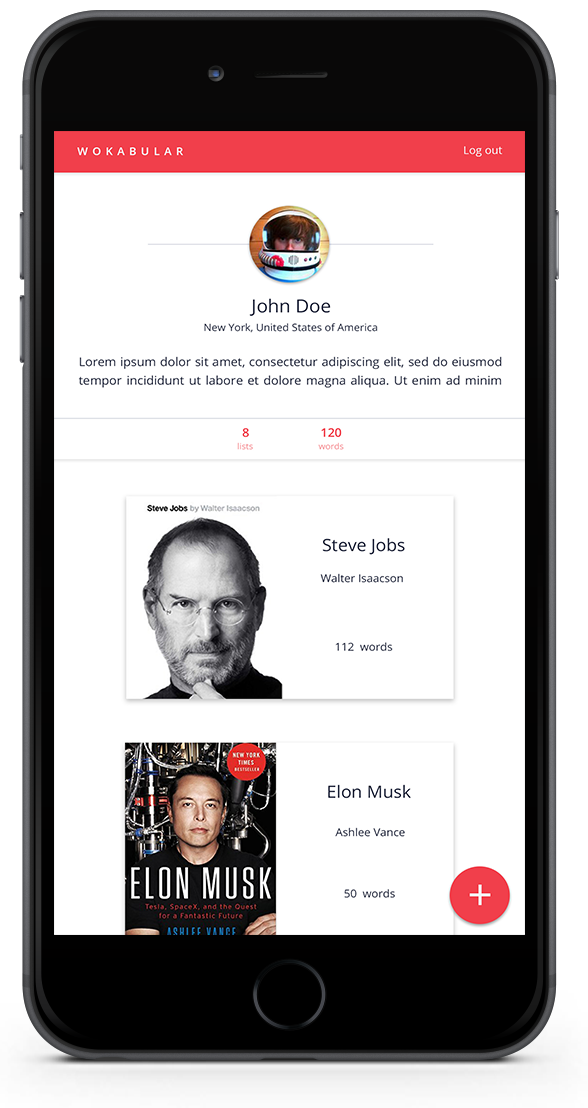 WOKABULAR Log out
John Doe
New York, United States of America
Lorem ipsum dolor sit amet, consectetur adipiscing elit, sed do eiusmod
tempor incididunt ut labore et dolore magna aliqua. Ut enim ad minim
8 120
lists words
Steve Jobs by Walter Isaacson
Steve Jobs
Walter Isaacson
112 words
NEW YORK
TIMES
BESTSELLER
ELON MUSK
Tesla, SpaceX, and the Quest
for a Fantastic Future
ASHLEE VANCE
Elon Musk
Ashlee Vance
50 words
+